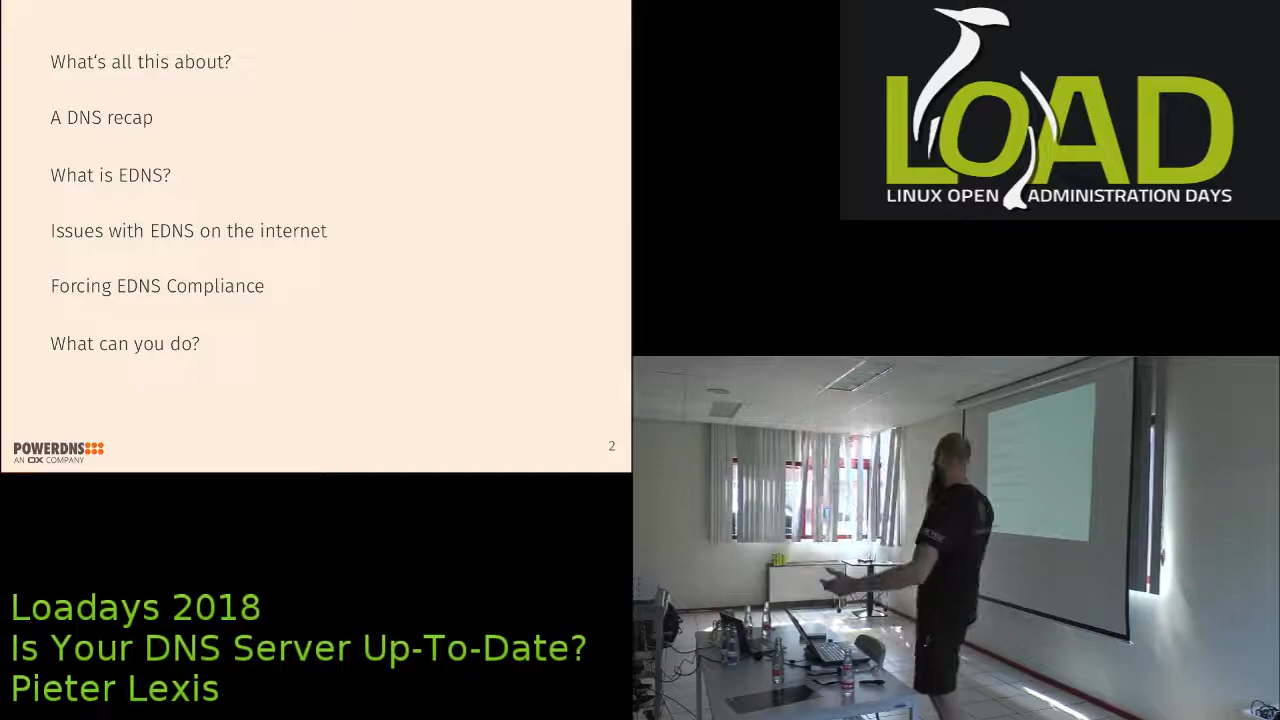 What's all this about?
A DNS recap
What is EDNS?
Issues with EDNS on the internet
Forcing EDNS Compliance
What can you do?
POWERDNS
AN OX COMPANY
2
LOAD
LINUX OPEN ADMINISTRATION DAYS
Loadays 2018
Is Your DNS Server Up-To-Date?
Pieter Lexis